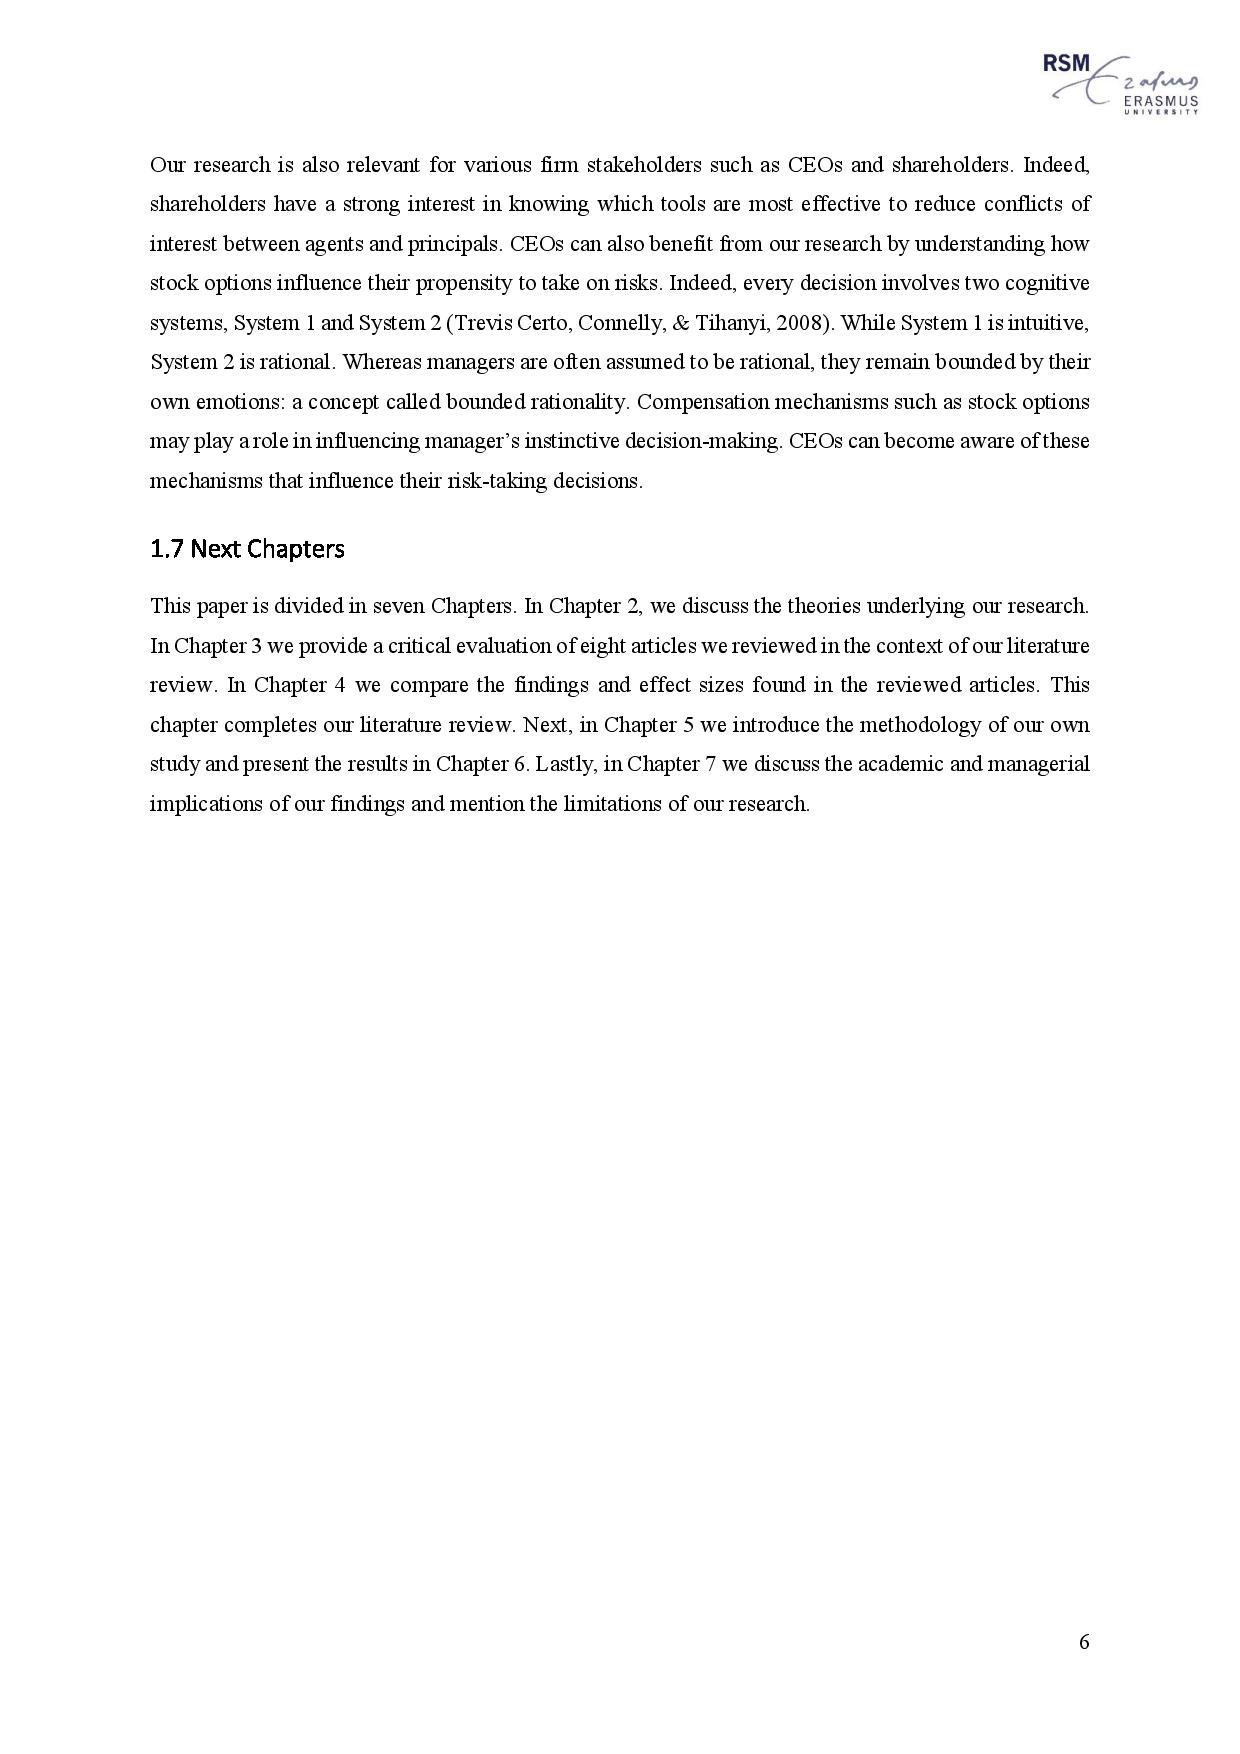 RSM
Erasmus
ERASMUS
UNIVERSITY
Our research is also relevant for various firm stakeholders such as CEOs and shareholders. Indeed,
shareholders have a strong interest in knowing which tools are most effective to reduce conflicts of
interest between agents and principals. CEOs can also benefit from our research by understanding how
stock options influence their propensity to take on risks. Indeed, every decision involves two cognitive
systems, System 1 and System 2 (Trevis Certo, Connelly, & Tihanyi, 2008). While System 1 is intuitive,
System 2 is rational. Whereas managers are often assumed to be rational, they remain bounded by their
own emotions: a concept called bounded rationality. Compensation mechanisms such as stock options
may play a role in influencing manager’s instinctive decision-making. CEOs can become aware of these
mechanisms that influence their risk-taking decisions.
1.7 Next Chapters
This paper is divided in seven Chapters. In Chapter 2, we discuss the theories underlying our research.
In Chapter 3 we provide a critical evaluation of eight articles we reviewed in the context of our literature
review. In Chapter 4 we compare the findings and effect sizes found in the reviewed articles. This
chapter completes our literature review. Next, in Chapter 5 we introduce the methodology of our own
study and present the results in Chapter 6. Lastly, in Chapter 7 we discuss the academic and managerial
implications of our findings and mention the limitations of our research.
6